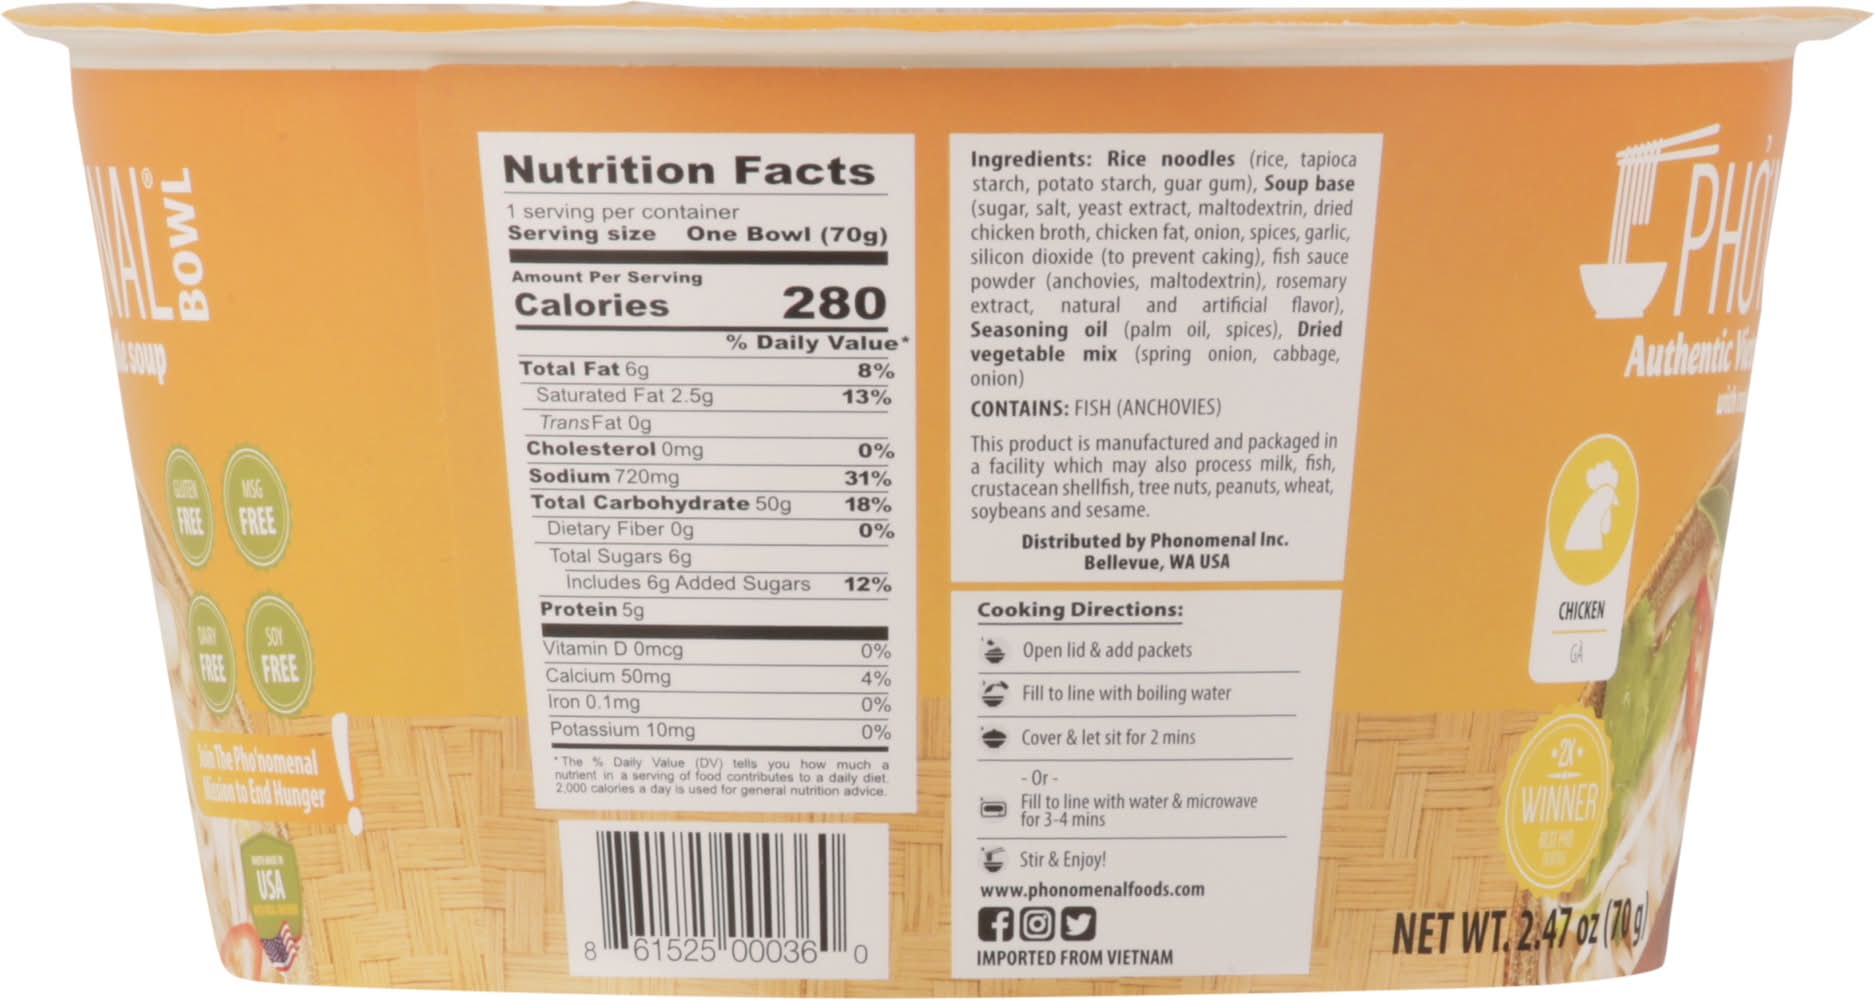 NAL®
BOWL
soup
GLUTEN
FREE
MSG
FREE
DAIRY
FREE
SOY
FREE
Join The Pho'nomenal
Mission to End Hunger
!
USA
Nutrition Facts
1 serving per container
Serving size One Bowl (70g)
Amount Per Serving
Calories 280
% Daily Value*
Total Fat 6g 8%
Saturated Fat 2.5g 13%
Trans Fat 0g
Cholesterol 0mg 0%
Sodium 720mg 31%
Total Carbohydrate 50g 18%
Dietary Fiber 0g 0%
Total Sugars 6g
Includes 6g Added Sugars 12%
Protein 5g
Vitamin D 0mcg 0%
Calcium 50mg 4%
Iron 0.1mg 0%
Potassium 10mg 0%
*The % Daily Value (DV) tells you how much a
nutrient in a serving of food contributes to a daily diet.
2,000 calories a day is used for general nutrition advice.
8 61525 00036 0
Ingredients: Rice noodles (rice, tapioca
starch, potato starch, guar gum), Soup base
(sugar, salt, yeast extract, maltodextrin, dried
chicken broth, chicken fat, onion, spices, garlic,
silicon dioxide (to prevent caking), fish sauce
powder (anchovies, maltodextrin), rosemary
extract, natural and artificial flavor),
Seasoning oil (palm oil, spices), Dried
vegetable mix (spring onion, cabbage,
onion)
CONTAINS: FISH (ANCHOVIES)
This product is manufactured and packaged in
a facility which may also process milk, fish,
crustacean shellfish, tree nuts, peanuts, wheat,
soybeans and sesame.
Distributed by Phonomenal Inc.
Bellevue, WA USA
Cooking Directions:
Open lid & add packets
Fill to line with boiling water
Cover & let sit for 2 mins
- Or -
Fill to line with water & microwave
for 3-4 mins
Stir & Enjoy!
www.phonomenalfoods.com
IMPORTED FROM VIETNAM
PHỞ
Authentic
with
CHICKEN
GÀ
2X
WINNER
BEST PHO
NET WT. 2.47 oz (70 g)